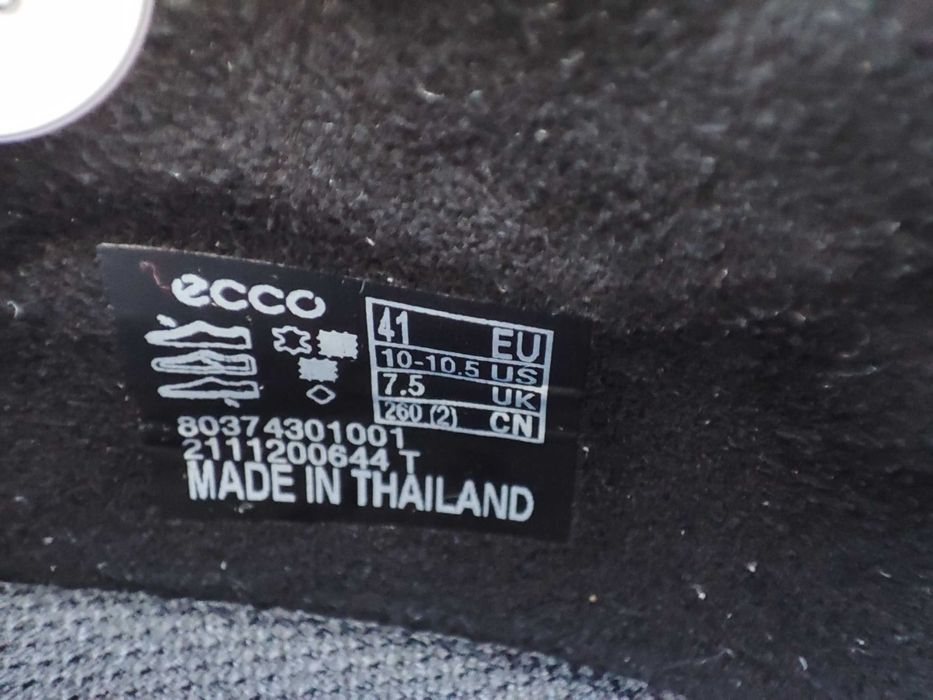 ecco
41 EU
10-10.5 US
7.5 UK
260 (2) CN
80374301001
2111200644 T
MADE IN THAILAND